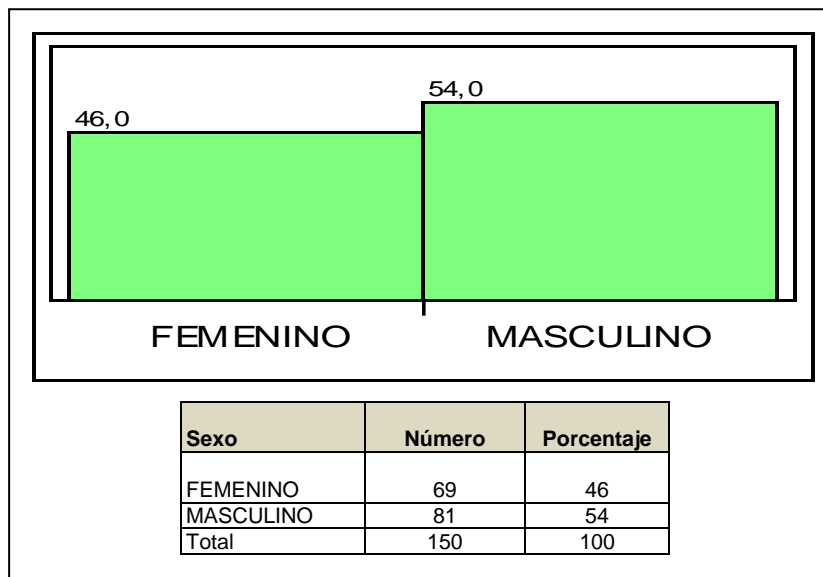 54,0
46,0
FEMENINO MASCULINO
Sexo Número Porcentaje
FEMENINO 69 46
MASCULINO 81 54
Total 150 100